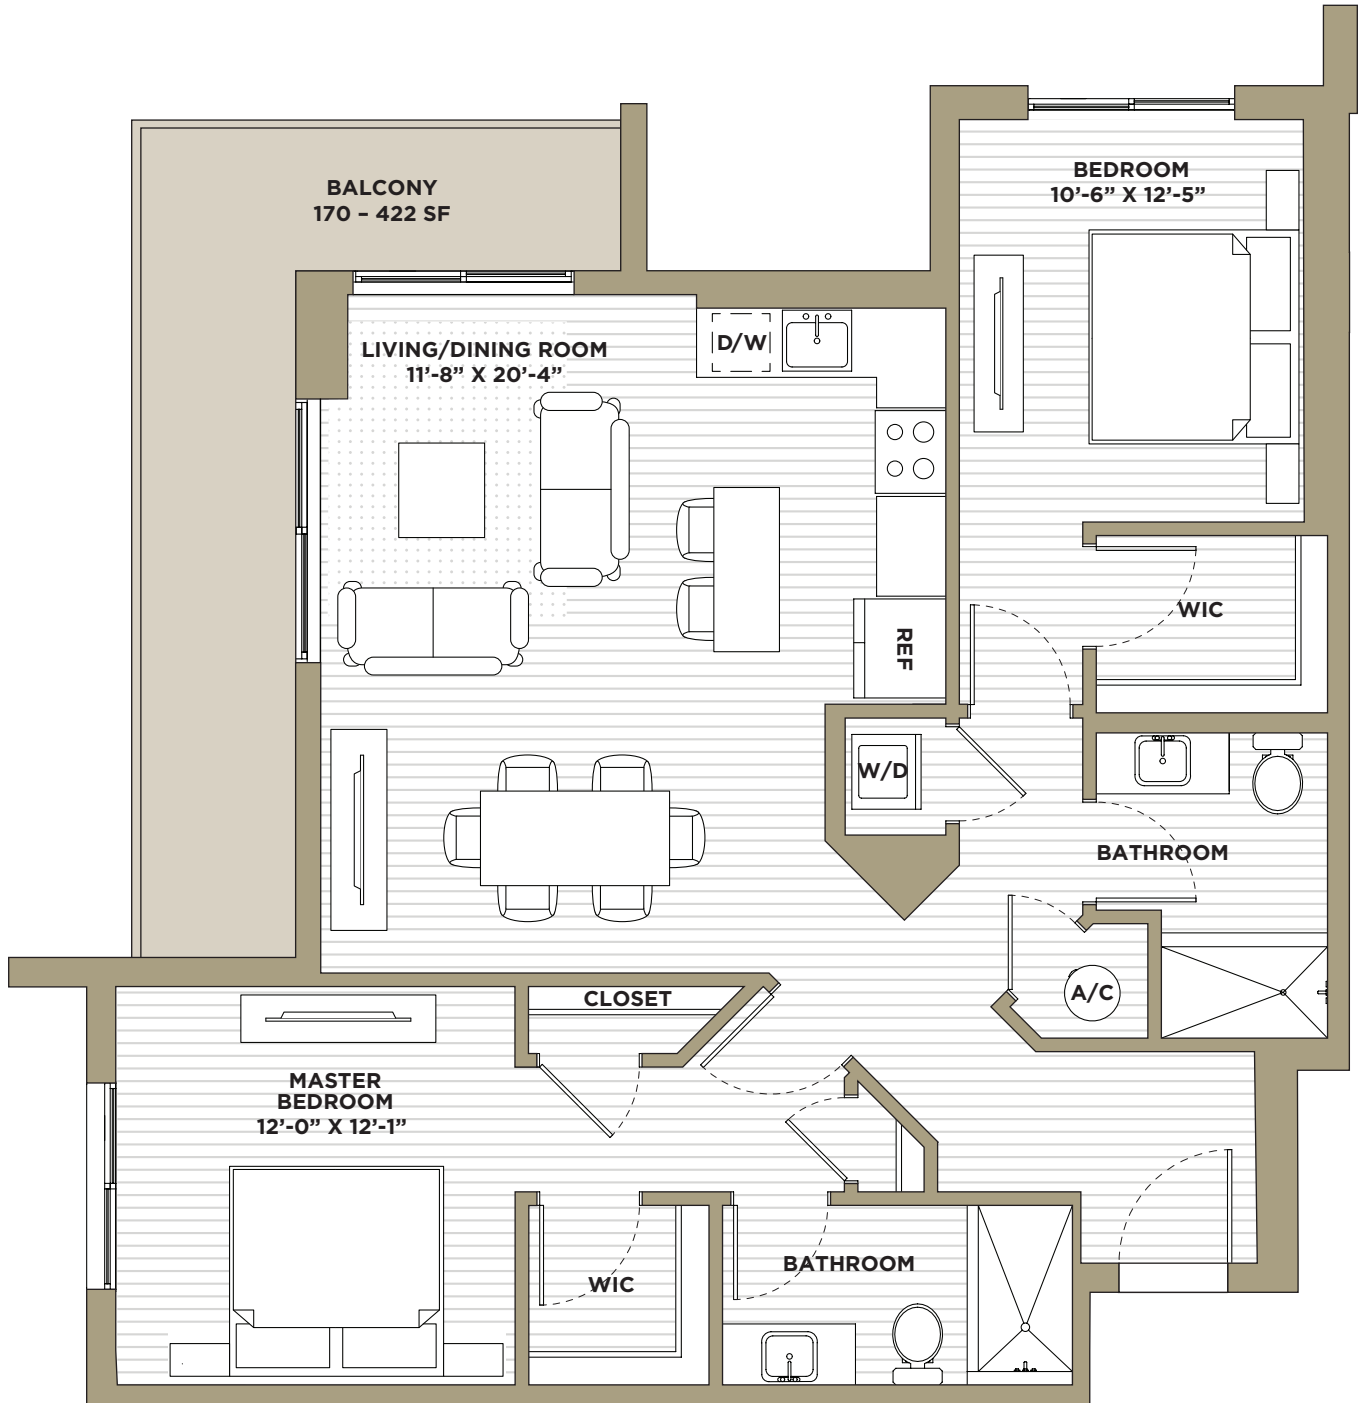 BALCONY
170 – 422 SF
BEDROOM
10’-6” X 12’-5”
LIVING/DINING ROOM
11’-8” X 20’-4”
D/W
REF
WIC
W/D
BATHROOM
A/C
CLOSET
MASTER
BEDROOM
12’-0” X 12’-1”
WIC
BATHROOM